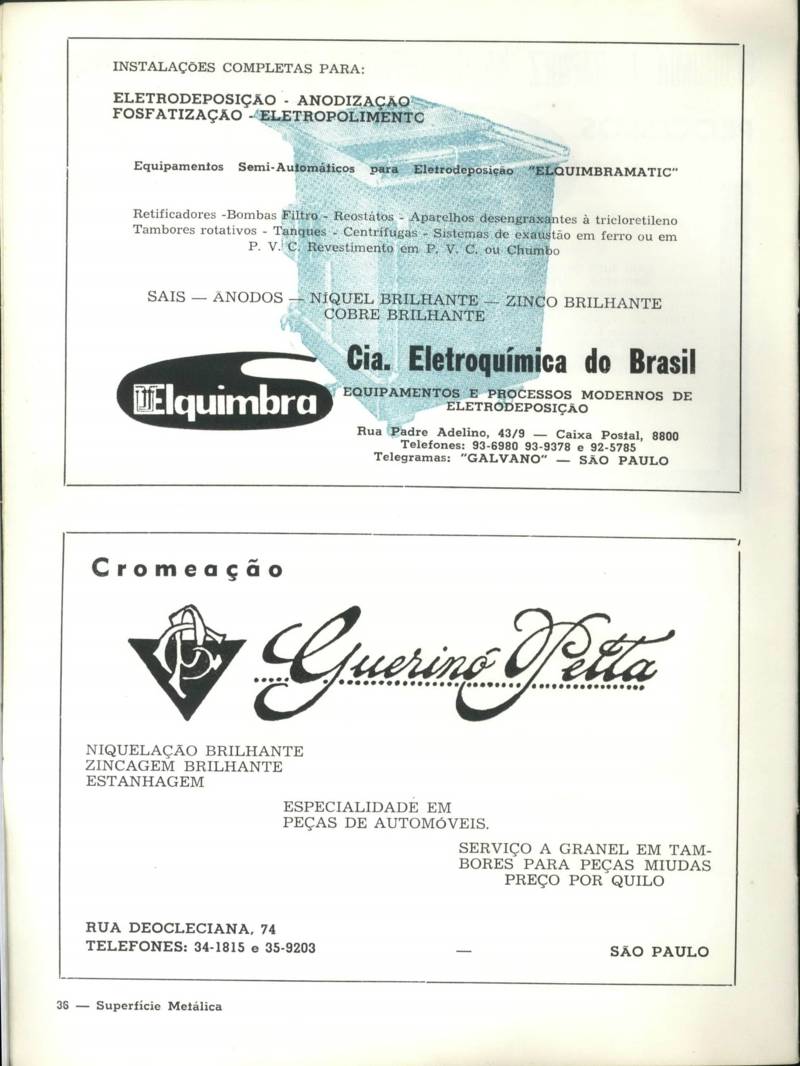 INSTALAÇÕES COMPLETAS PARA:
ELETRODEPOSIÇÃO - ANODIZAÇÃO
FOSFATIZAÇÃO - ELETROPOLIMENTO
Equipamentos Semi-Automáticos para Eletrodeposição "ELQUIMBRAMATIC"
Retificadores -Bombas Filtro - Reostátos - Aparelhos desengraxantes à tricloretileno
Tambores rotativos - Tanques - Centrífugas - Sistemas de exaustão em ferro ou em
P. V. C. Revestimento em P. V. C. ou Chumbo
SAIS — ÂNODOS — NÍQUEL BRILHANTE — ZINCO BRILHANTE
COBRE BRILHANTE
Elquimbra
Cia. Eletroquímica do Brasil
EQUIPAMENTOS E PROCESSOS MODERNOS DE
ELETRODEPOSIÇÃO
Rua Padre Adelino, 43/9 — Caixa Postal, 8800
Telefones: 93-6980 93-9378 e 92-5785
Telegramas: "GALVANO" — SÃO PAULO
Cromeação
Guerinó Petta
NIQUELAÇÃO BRILHANTE
ZINCAGEM BRILHANTE
ESTANHAGEM
ESPECIALIDADE EM
PEÇAS DE AUTOMÓVEIS.
SERVIÇO A GRANEL EM TAM-
BORES PARA PEÇAS MIUDAS
PREÇO POR QUILO
RUA DEOCLECIANA, 74
TELEFONES: 34-1815 e 35-9203 — SÃO PAULO
36 — Superfície Metálica